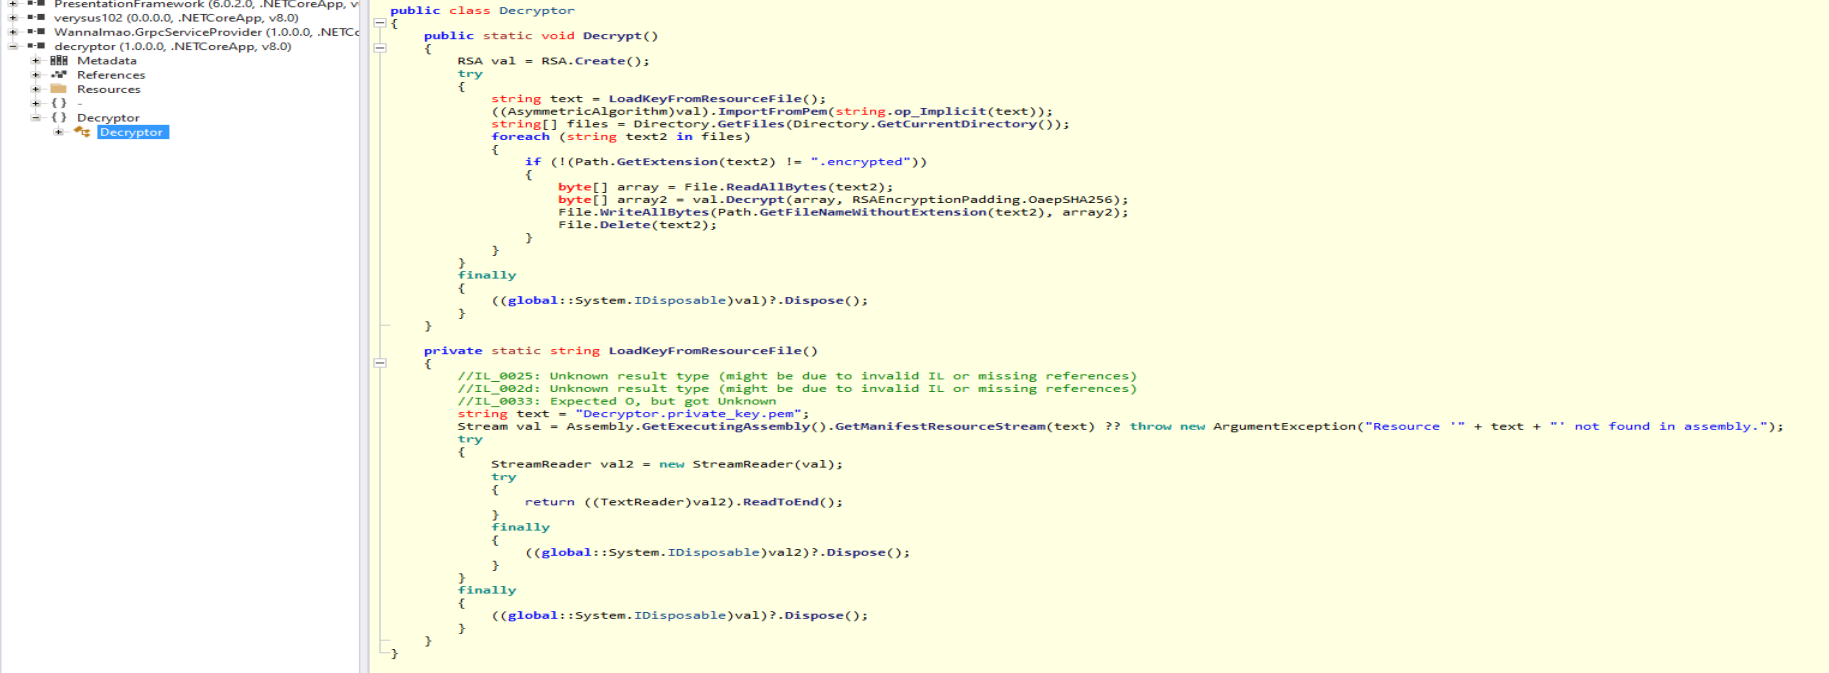 PresentationFramework (6.0.2.0, .NETCoreApp, v
verysus102 (0.0.0.0, .NETCoreApp, v8.0)
Wannalmao.GrpcServiceProvider (1.0.0.0, .NETCo
decryptor (1.0.0.0, .NETCoreApp, v8.0)
Metadata
References
Resources
{ } -
{ } Decryptor
Decryptor
public class Decryptor
{
public static void Decrypt()
{
RSA val = RSA.Create();
try
{
string text = LoadKeyFromResourceFile();
((AsymmetricAlgorithm)val).ImportFromPem(string.op_Implicit(text));
string[] files = Directory.GetFiles(Directory.GetCurrentDirectory());
foreach (string text2 in files)
{
if (!(Path.GetExtension(text2) != ".encrypted"))
{
byte[] array = File.ReadAllBytes(text2);
byte[] array2 = val.Decrypt(array, RSAEncryptionPadding.OaepSHA256);
File.WriteAllBytes(Path.GetFileNameWithoutExtension(text2), array2);
File.Delete(text2);
}
}
}
finally
{
((global::System.IDisposable)val)?.Dispose();
}
}
private static string LoadKeyFromResourceFile()
{
//IL_0025: Unknown result type (might be due to invalid IL or missing references)
//IL_002d: Unknown result type (might be due to invalid IL or missing references)
//IL_0033: Expected O, but got Unknown
string text = "Decryptor.private_key.pem";
Stream val = Assembly.GetExecutingAssembly().GetManifestResourceStream(text) ?? throw new ArgumentException("Resource '" + text + "' not found in assembly.");
try
{
StreamReader val2 = new StreamReader(val);
try
{
return ((TextReader)val2).ReadToEnd();
}
finally
{
((global::System.IDisposable)val2)?.Dispose();
}
}
finally
{
((global::System.IDisposable)val)?.Dispose();
}
}
}